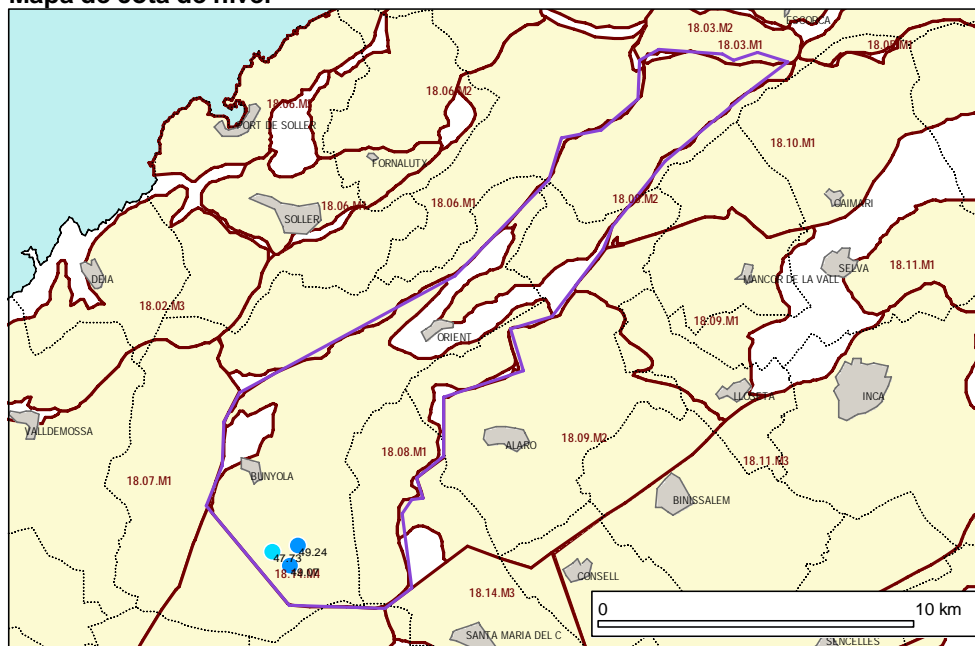 Mapa de cota de nivel
ESCORCA
18.03.M2
18.03.M1
18.05.M1
18.06.M2
PORT DE SOLLER
18.10.M1
FORNALUTX
CAIMARI
18.06.M1
18.06.M1
18.08.M2
SOLLER
SELVA
18.11.M1
DEIA
MANCOR DE LA VALL
18.02.M3
18.09.M1
ORIENT
LLOSETA
INCA
VALLDEMOSSA
ALARO
18.09.M2
18.08.M1
18.11.M3
18.07.M1
BUNYOLA
BINISSALEM
49.24
47.73
CONSELL
18.14.M3
0
10 km
SANTA MARIA DEL C
SENCELLES